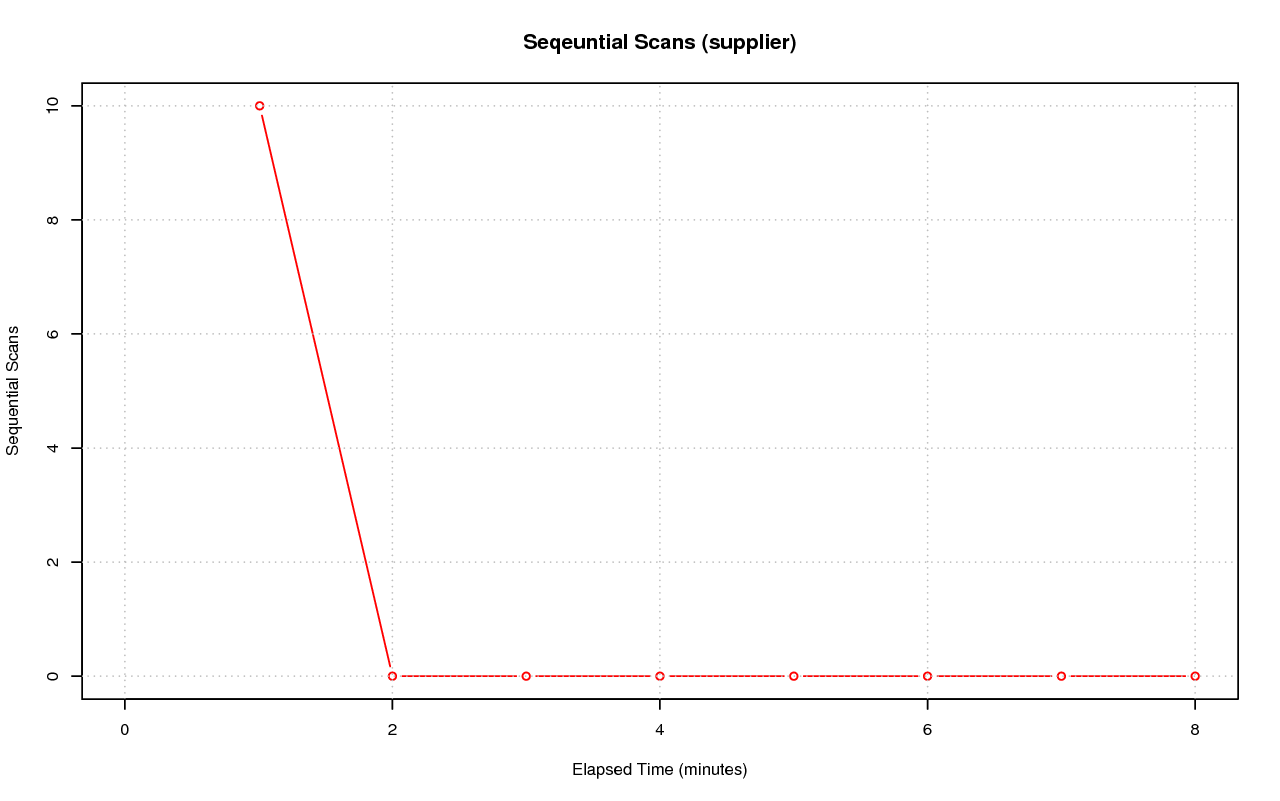 Seqeuntial Scans (supplier)
Sequential Scans
10
8
6
4
2
0
0 2 4 6 8
Elapsed Time (minutes)